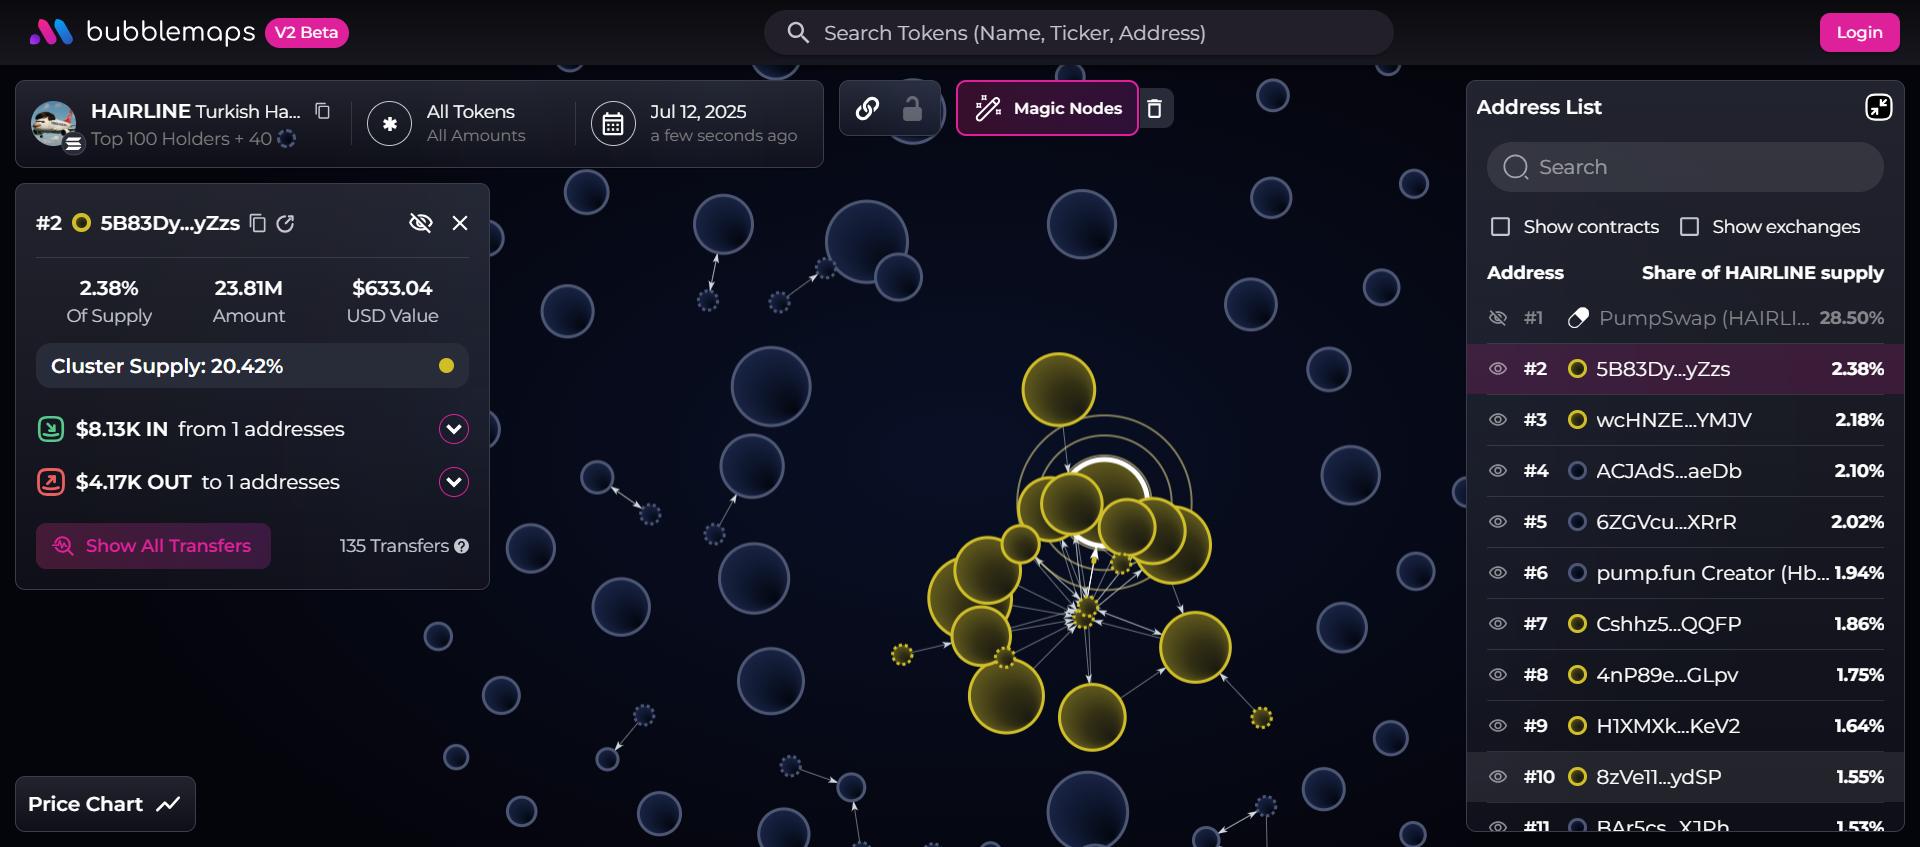 bubblemaps V2 Beta
Search Tokens (Name, Ticker, Address)
Login
HAIRLINE Turkish Ha...
Top 100 Holders + 40
All Tokens
All Amounts
Jul 12, 2025
a few seconds ago
Magic Nodes
#2 5B83Dy...yZzs
2.38% 23.81M $633.04
Of Supply Amount USD Value
Cluster Supply: 20.42%
$8.13K IN from 1 addresses
$4.17K OUT to 1 addresses
Show All Transfers 135 Transfers
Price Chart
Address List
Search
Show contracts Show exchanges
Address Share of HAIRLINE supply
#1 PumpSwap (HAIRLI... 28.50%
#2 5B83Dy...yZzs 2.38%
#3 wcHNZE...YMJV 2.18%
#4 ACJAdS...aeDb 2.10%
#5 6ZGVcu...XRrR 2.02%
#6 pump.fun Creator (Hb... 1.94%
#7 Cshhz5...QQFP 1.86%
#8 4nP89e...GLpv 1.75%
#9 H1XMXk...KeV2 1.64%
#10 8zVe11...ydSP 1.55%
#11 BAr5cs...XJPh 1.53%